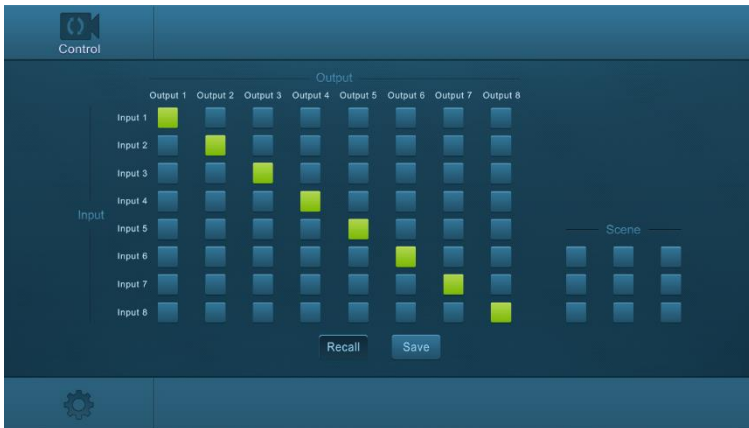 Control
Output
Output 1 Output 2 Output 3 Output 4 Output 5 Output 6 Output 7 Output 8
Input 1
Input 2
Input 3
Input 4
Input
Input 5
Scene
Input 6
Input 7
Input 8
Recall Save